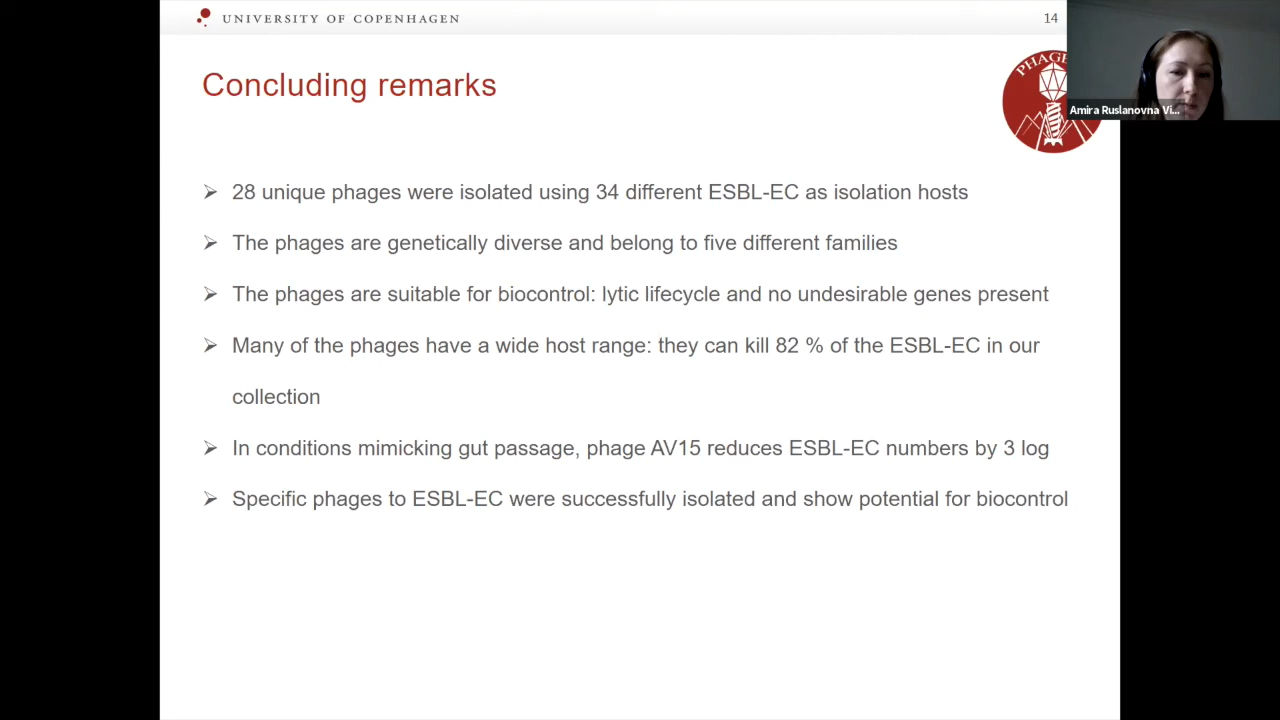 UNIVERSITY OF COPENHAGEN
14
PHAGE
Amira Ruslanovna Vi...
Concluding remarks
28 unique phages were isolated using 34 different ESBL-EC as isolation hosts
The phages are genetically diverse and belong to five different families
The phages are suitable for biocontrol: lytic lifecycle and no undesirable genes present
Many of the phages have a wide host range: they can kill 82 % of the ESBL-EC in our
collection
In conditions mimicking gut passage, phage AV15 reduces ESBL-EC numbers by 3 log
Specific phages to ESBL-EC were successfully isolated and show potential for biocontrol